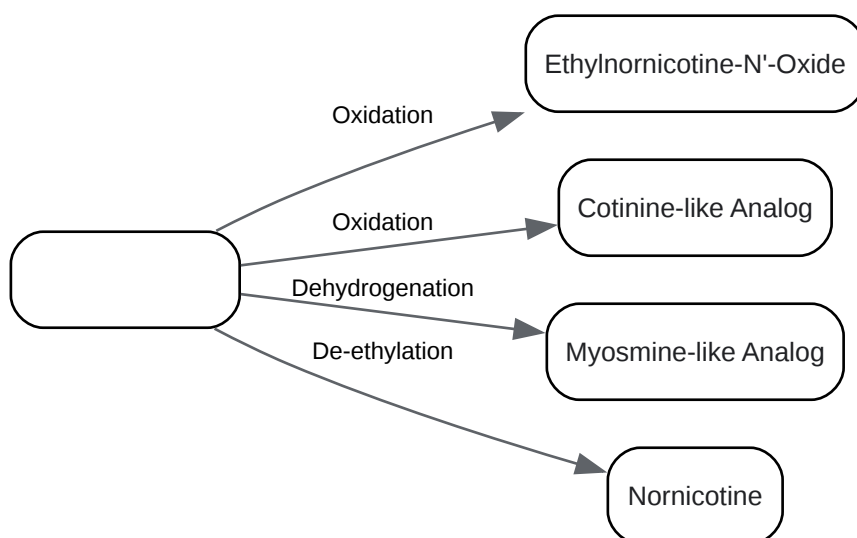 Ethylnornicotine-N'-Oxide
Oxidation
Cotinine-like Analog
Oxidation
Dehydrogenation
Myosmine-like Analog
De-ethylation
Nornicotine